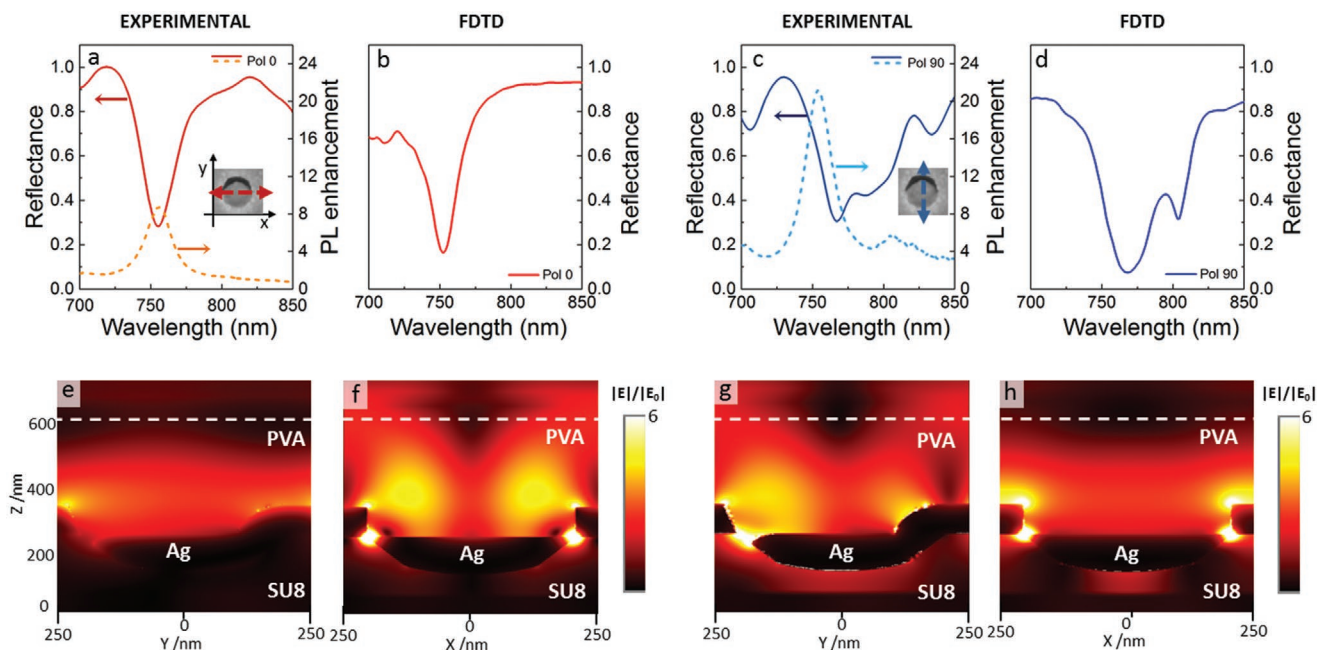 EXPERIMENTAL
FDTD
EXPERIMENTAL
FDTD
a
Pol 0
Reflectance
1.0
0.8
0.6
0.4
0.2
0.0
24
20
16
12
8
4
0
PL enhancement
y
x
700 750 800 850
Wavelength (nm)
b
Pol 0
1.0
0.8
0.6
0.4
0.2
0.0
Reflectance
700 750 800 850
Wavelength (nm)
c
Pol 90
Reflectance
1.0
0.8
0.6
0.4
0.2
0.0
24
20
16
12
8
4
0
PL enhancement
700 750 800 850
Wavelength (nm)
d
Pol 90
1.0
0.8
0.6
0.4
0.2
0.0
Reflectance
700 750 800 850
Wavelength (nm)
e
PVA
Ag
SU8
Z /nm
600
400
200
0
250 0 250
Y /nm
f
PVA
Ag
SU8
250 0 250
X /nm
|E|/|E₀|
6
g
PVA
Ag
SU8
250 0 250
Y /nm
h
PVA
Ag
SU8
250 0 250
X /nm
|E|/|E₀|
6